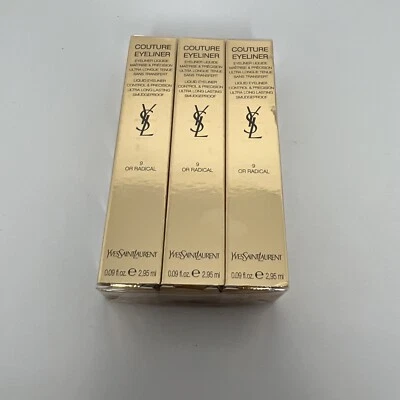 COUTURE
EYELINER
EYELINER LIQUIDE
MAÎTRISE & PRÉCISION
ULTRA LONGUE TENUE
SANS TRANSFERT
LIQUID EYELINER
CONTROL & PRECISION
ULTRA LONG LASTING
SMUDGEPROOF
YSL
9
OR RADICAL
YVESSAINTLAURENT
0.09 fl.oz. ℮ 2,95 ml
COUTURE
EYELINER
EYELINER LIQUIDE
MAÎTRISE & PRÉCISION
ULTRA LONGUE TENUE
SANS TRANSFERT
LIQUID EYELINER
CONTROL & PRECISION
ULTRA LONG LASTING
SMUDGEPROOF
YSL
9
OR RADICAL
YVESSAINTLAURENT
0.09 fl.oz. ℮ 2,95 ml
COUTURE
EYELINER
EYELINER LIQUIDE
MAÎTRISE & PRÉCISION
ULTRA LONGUE TENUE
SANS TRANSFERT
LIQUID EYELINER
CONTROL & PRECISION
ULTRA LONG LASTING
SMUDGEPROOF
YSL
9
OR RADICAL
YVESSAINTLAURENT
0.09 fl.oz. ℮ 2,95 ml